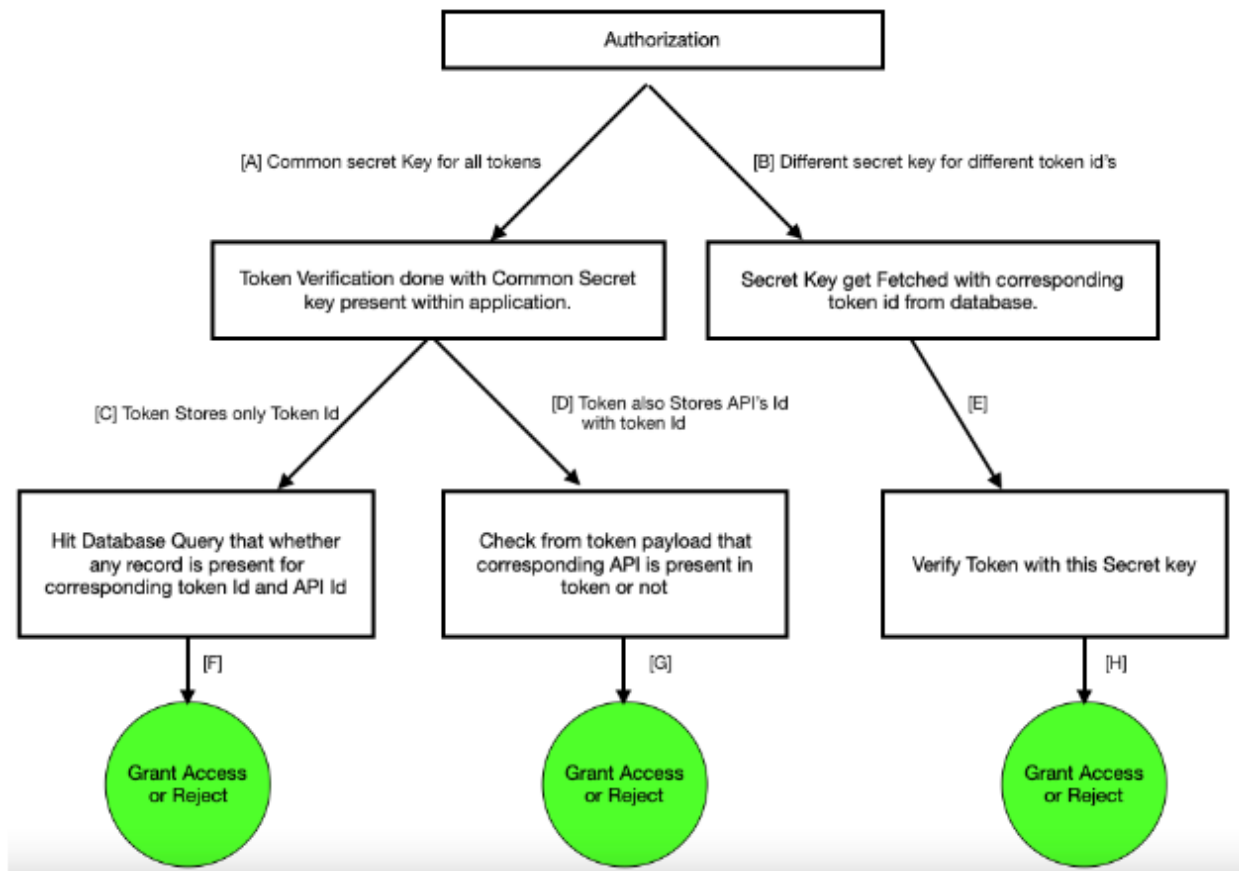 Authorization
[A] Common secret Key for all tokens
[B] Different secret key for different token id's
Token Verification done with Common Secret
key present within application.
Secret Key get Fetched with corresponding
token id from database.
[C] Token Stores only Token Id
[D] Token also Stores API's Id
with token Id
[E]
Hit Database Query that whether
any record is present for
corresponding token Id and API Id
Check from token payload that
corresponding API is present in
token or not
Verify Token with this Secret key
[F]
[G]
[H]
Grant Access
or Reject
Grant Access
or Reject
Grant Access
or Reject